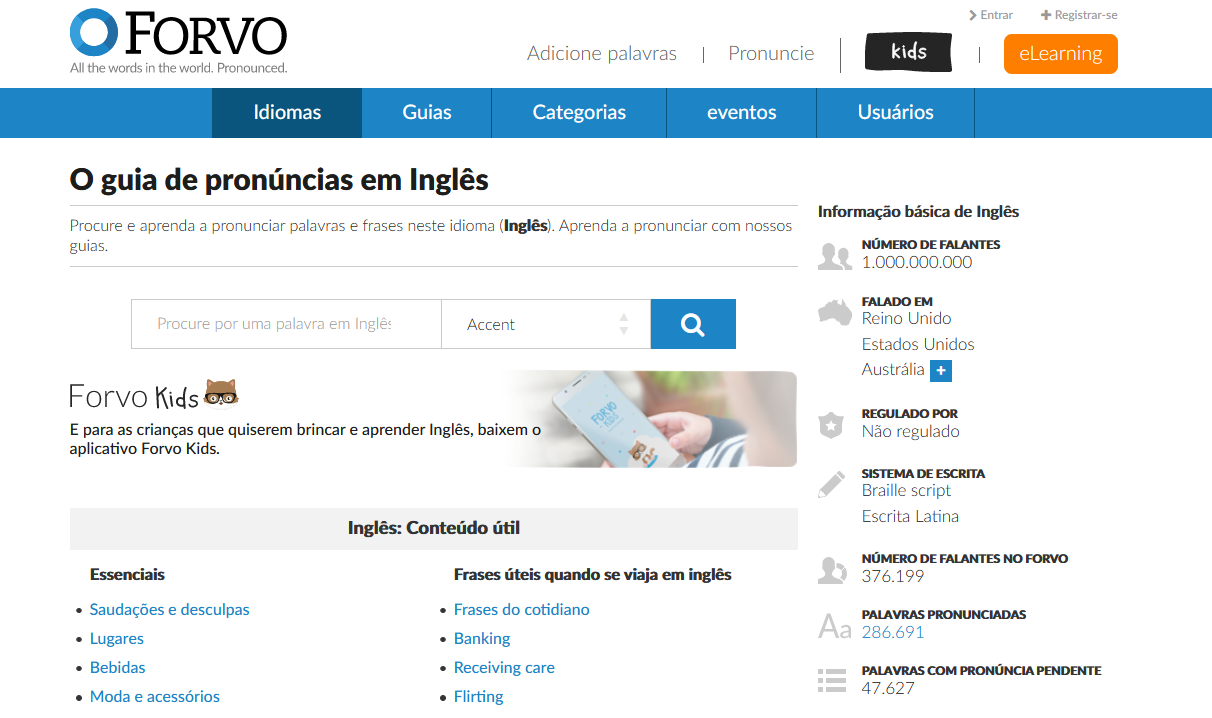 FORVO
All the words in the world. Pronounced.
Entrar
Registrar-se
Adicione palavras
Pronuncie
kids
eLearning
Idiomas
Guias
Categorias
eventos
Usuários
O guia de pronúncias em Inglês
Procure e aprenda a pronunciar palavras e frases neste idioma (Inglês). Aprenda a pronunciar com nossos
guias.
Procure por uma palavra em Inglês
Accent
Forvo Kids
E para as crianças que quiserem brincar e aprender Inglês, baixem o
aplicativo Forvo Kids.
FORVO
KIDS
Inglês: Conteúdo útil
Essenciais
• Saudações e desculpas
• Lugares
• Bebidas
• Moda e acessórios
Frases úteis quando se viaja em inglês
• Frases do cotidiano
• Banking
• Receiving care
• Flirting
Informação básica de Inglês
NÚMERO DE FALANTES
1.000.000.000
FALADO EM
Reino Unido
Estados Unidos
Austrália +
REGULADO POR
Não regulado
SISTEMA DE ESCRITA
Braille script
Escrita Latina
NÚMERO DE FALANTES NO FORVO
376.199
Aa
PALAVRAS PRONUNCIADAS
286.691
PALAVRAS COM PRONÚNCIA PENDENTE
47.627